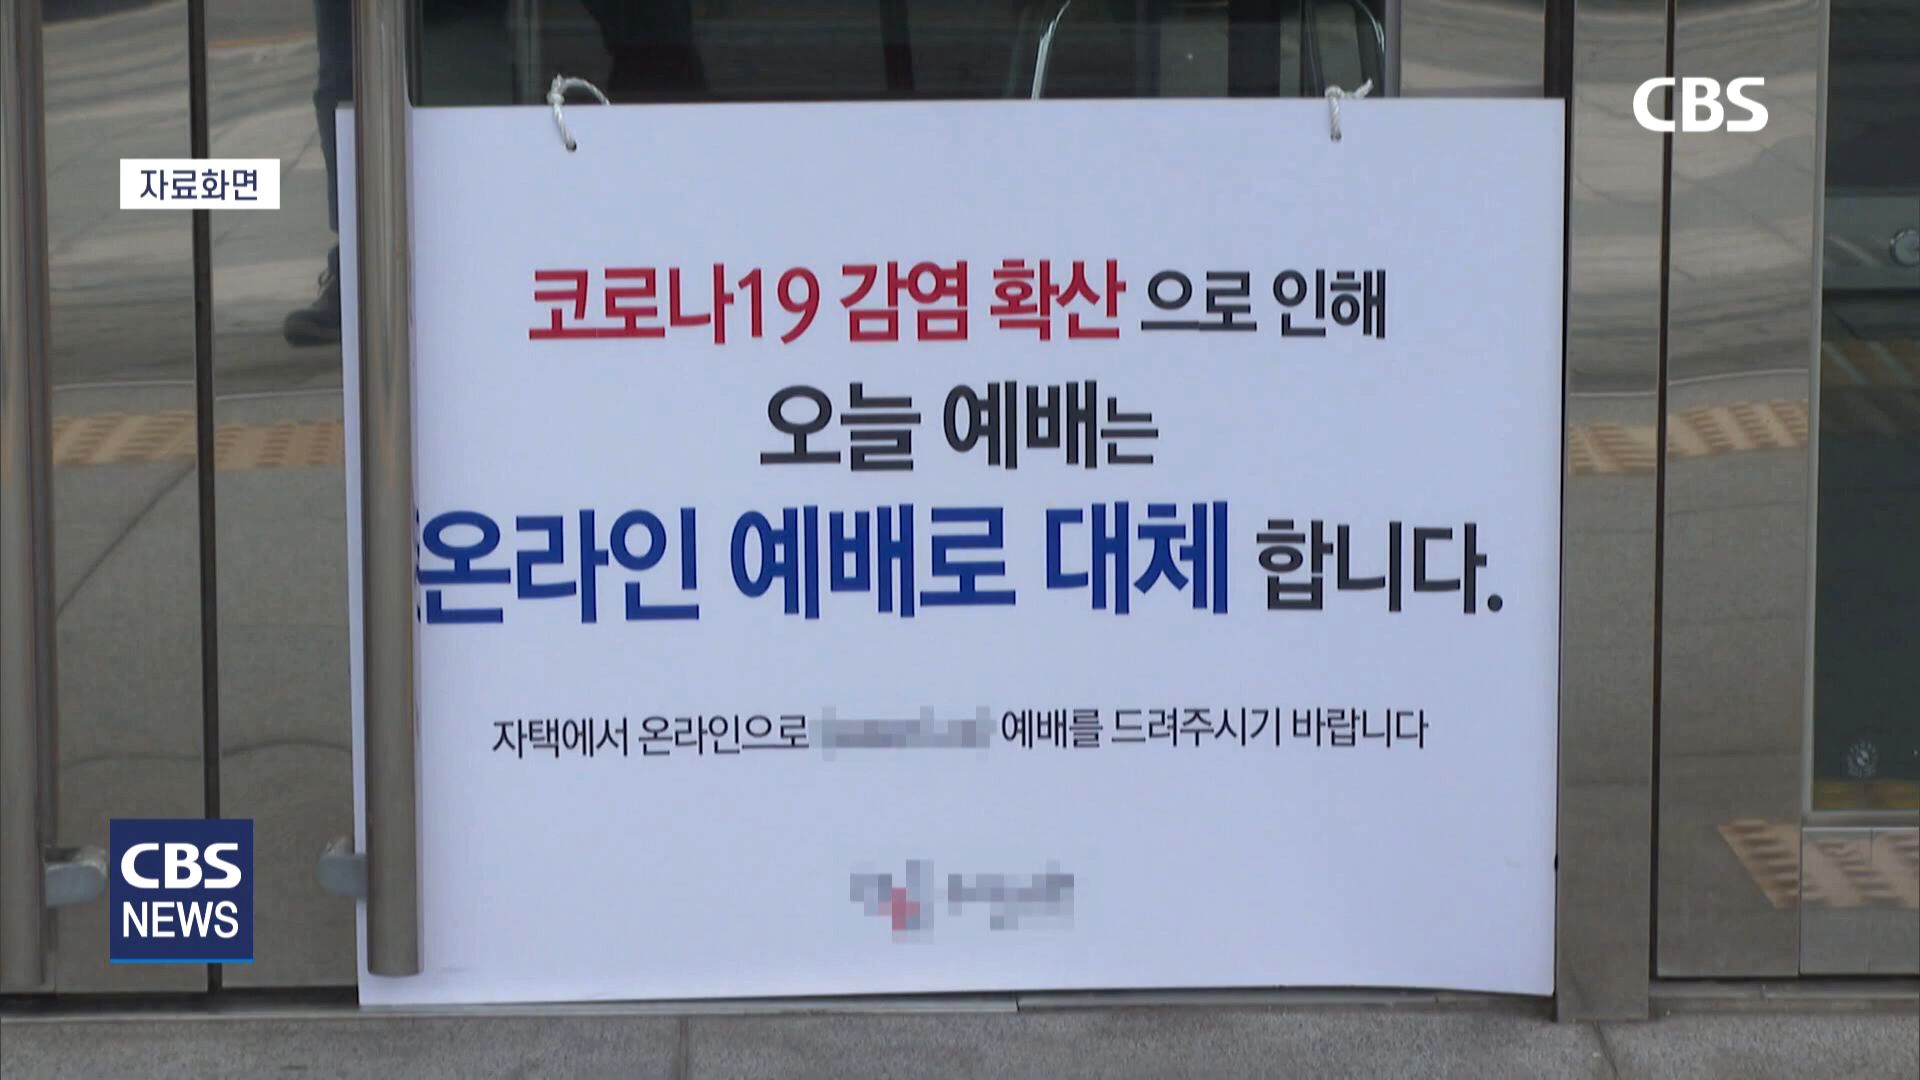 CBS
자료화면
코로나19 감염 확산 으로 인해
오늘 예배는
온라인 예배로 대체 합니다.
자택에서 온라인으로 예배를 드려주시기 바랍니다
CBS
NEWS